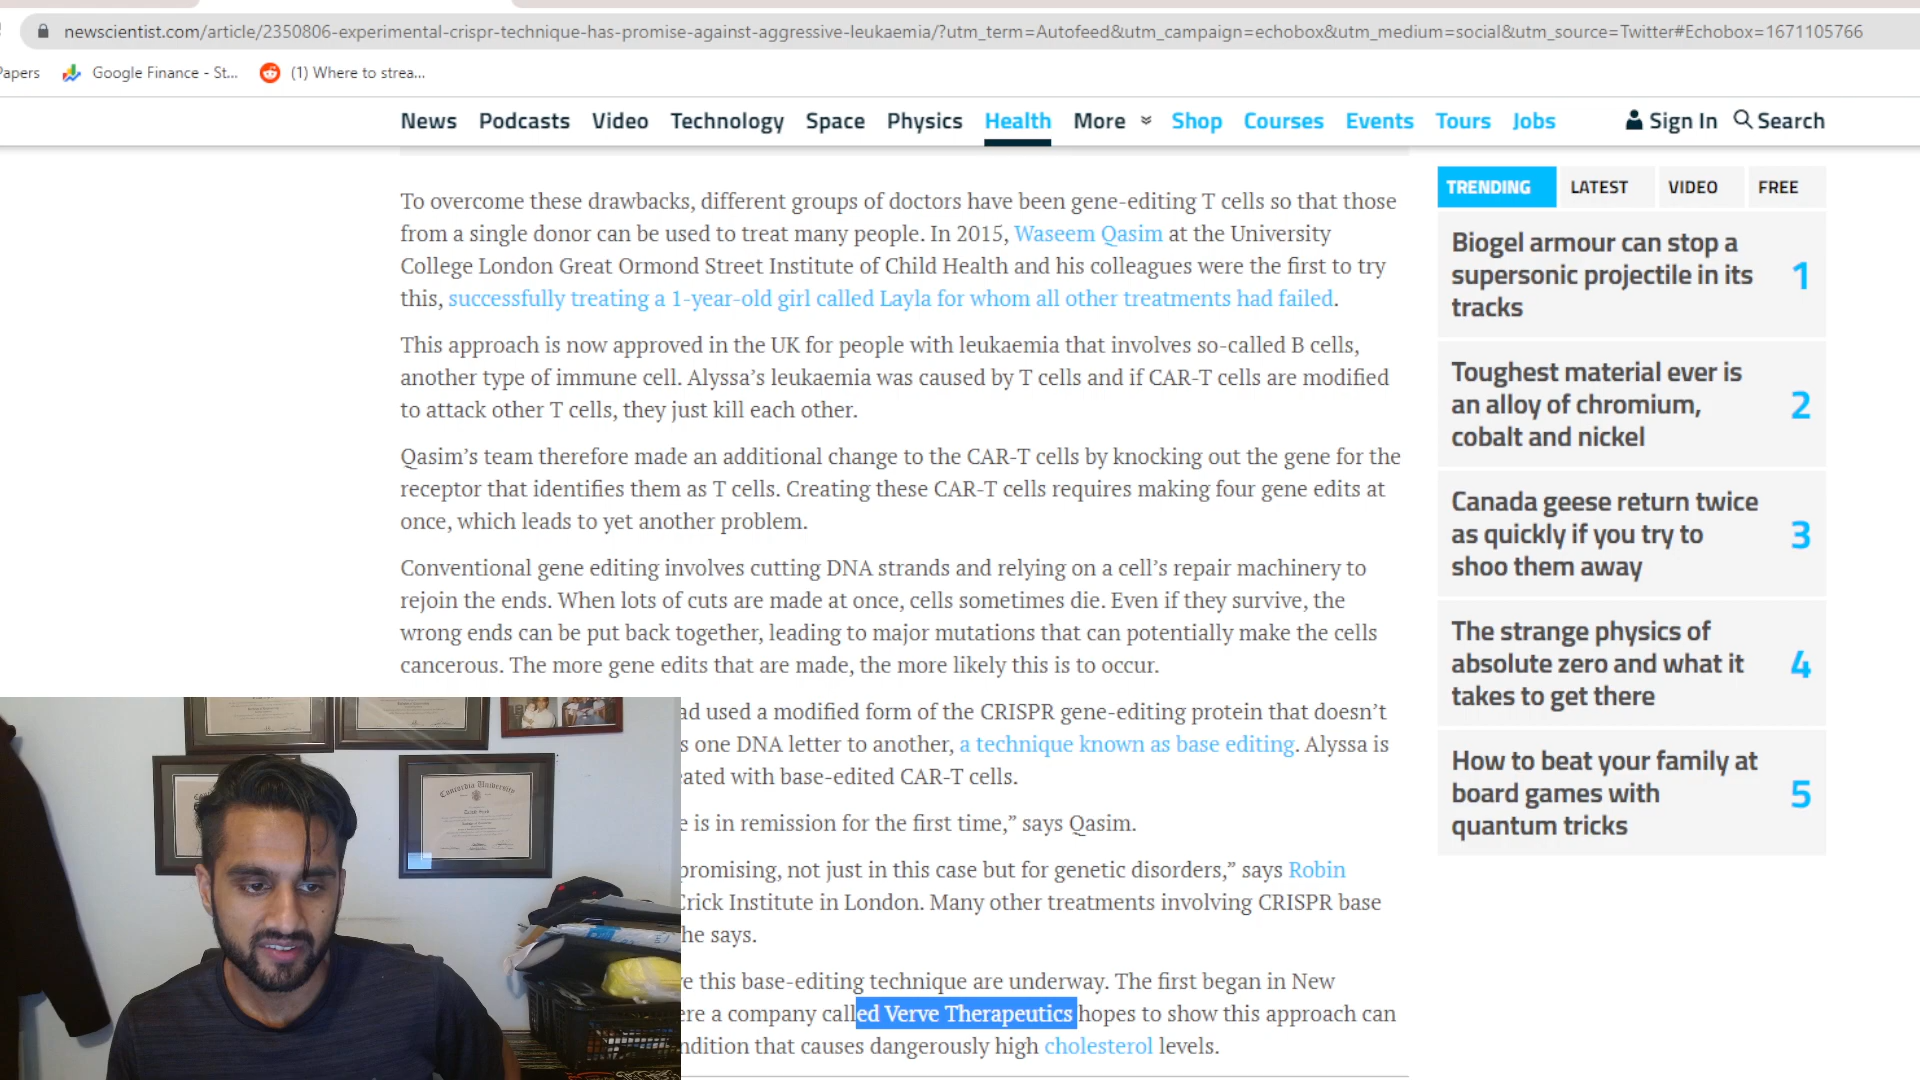 newscientist.com/article/2350806-experimental-crispr-technique-has-promise-against-aggressive-leukaemia/?utm_term=Autofeed&utm_campaign=echobox&utm_medium=social&utm_source=Twitter#Echobox=1671105766
Papers Google Finance - St... (1) Where to strea...
News Podcasts Video Technology Space Physics Health More Shop Courses Events Tours Jobs Sign In Search
To overcome these drawbacks, different groups of doctors have been gene-editing T cells so that those
from a single donor can be used to treat many people. In 2015, Waseem Qasim at the University
College London Great Ormond Street Institute of Child Health and his colleagues were the first to try
this, successfully treating a 1-year-old girl called Layla for whom all other treatments had failed.
This approach is now approved in the UK for people with leukaemia that involves so-called B cells,
another type of immune cell. Alyssa’s leukaemia was caused by T cells and if CAR-T cells are modified
to attack other T cells, they just kill each other.
Qasim’s team therefore made an additional change to the CAR-T cells by knocking out the gene for the
receptor that identifies them as T cells. Creating these CAR-T cells requires making four gene edits at
once, which leads to yet another problem.
Conventional gene editing involves cutting DNA strands and relying on a cell’s repair machinery to
rejoin the ends. When lots of cuts are made at once, cells sometimes die. Even if they survive, the
wrong ends can be put back together, leading to major mutations that can potentially make the cells
cancerous. The more gene edits that are made, the more likely this is to occur.
ad used a modified form of the CRISPR gene-editing protein that doesn’t
s one DNA letter to another, a technique known as base editing. Alyssa is
eated with base-edited CAR-T cells.
e is in remission for the first time,” says Qasim.
promising, not just in this case but for genetic disorders,” says Robin
Crick Institute in London. Many other treatments involving CRISPR base
he says.
e this base-editing technique are underway. The first began in New
ere a company called Verve Therapeutics hopes to show this approach can
ndition that causes dangerously high cholesterol levels.
TRENDING LATEST VIDEO FREE
Biogel armour can stop a
supersonic projectile in its
tracks
1
Toughest material ever is
an alloy of chromium,
cobalt and nickel
2
Canada geese return twice
as quickly if you try to
shoo them away
3
The strange physics of
absolute zero and what it
takes to get there
4
How to beat your family at
board games with
quantum tricks
5
Concordia University